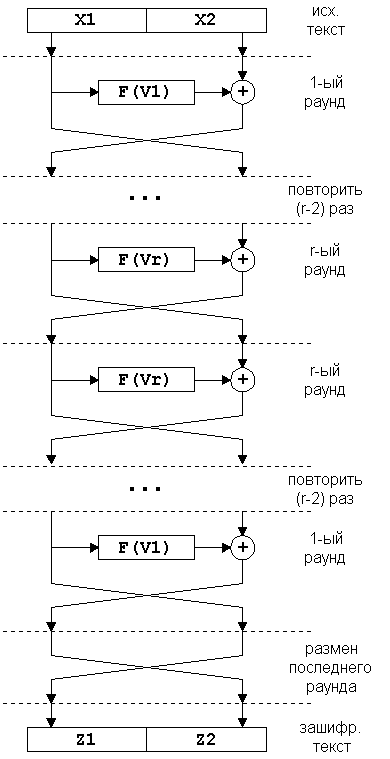 X1 X2
исх.
текст
F(V1) +
1-ый
раунд
...
повторить
(r-2) раз
F(Vr) +
r-ый
раунд
F(Vr) +
r-ый
раунд
...
повторить
(r-2) раз
F(V1) +
1-ый
раунд
размен
последнего
раунда
Z1 Z2
зашифр.
текст